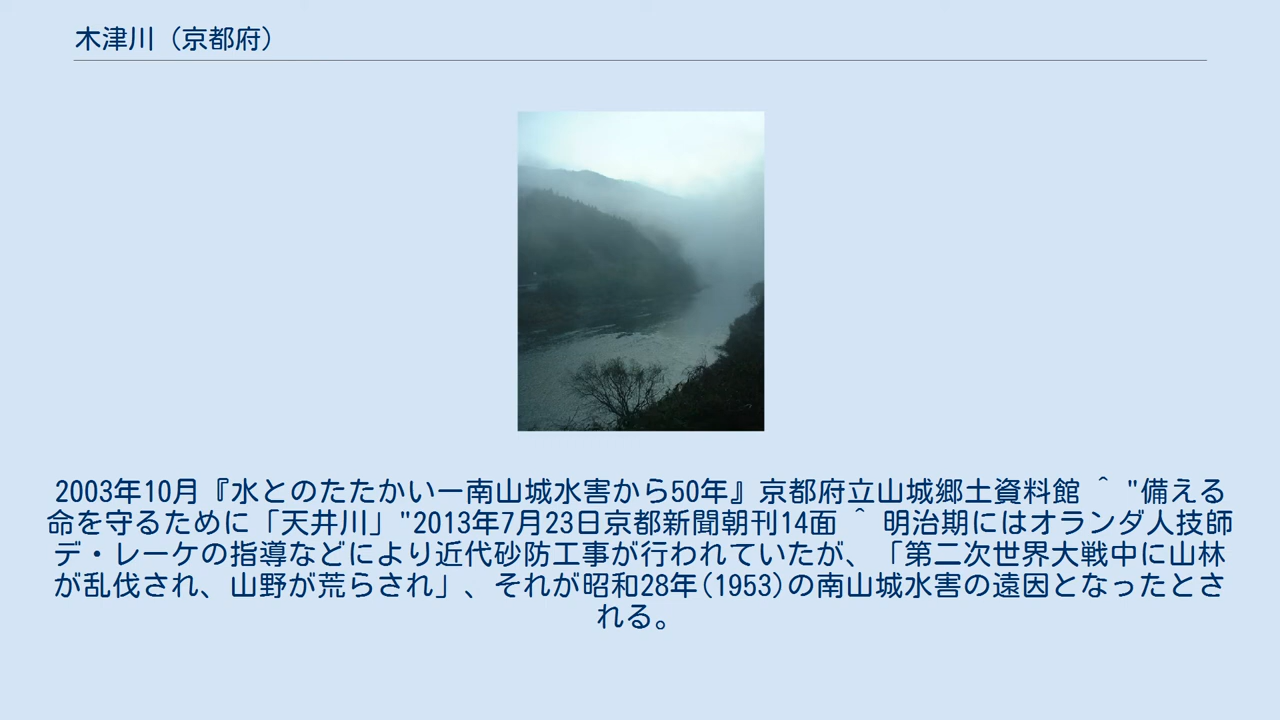 木津川（京都府）
2003年10月『水とのたたかいー南山城水害から50年』京都府立山城郷土資料館 ^ "備える
命を守るために「天井川」"2013年7月23日京都新聞朝刊14面 ^ 明治期にはオランダ人技師
デ・レーケの指導などにより近代砂防工事が行われていたが、「第二次世界大戦中に山林
が乱伐され、山野が荒らされ」、それが昭和28年(1953)の南山城水害の遠因となったとさ
れる。